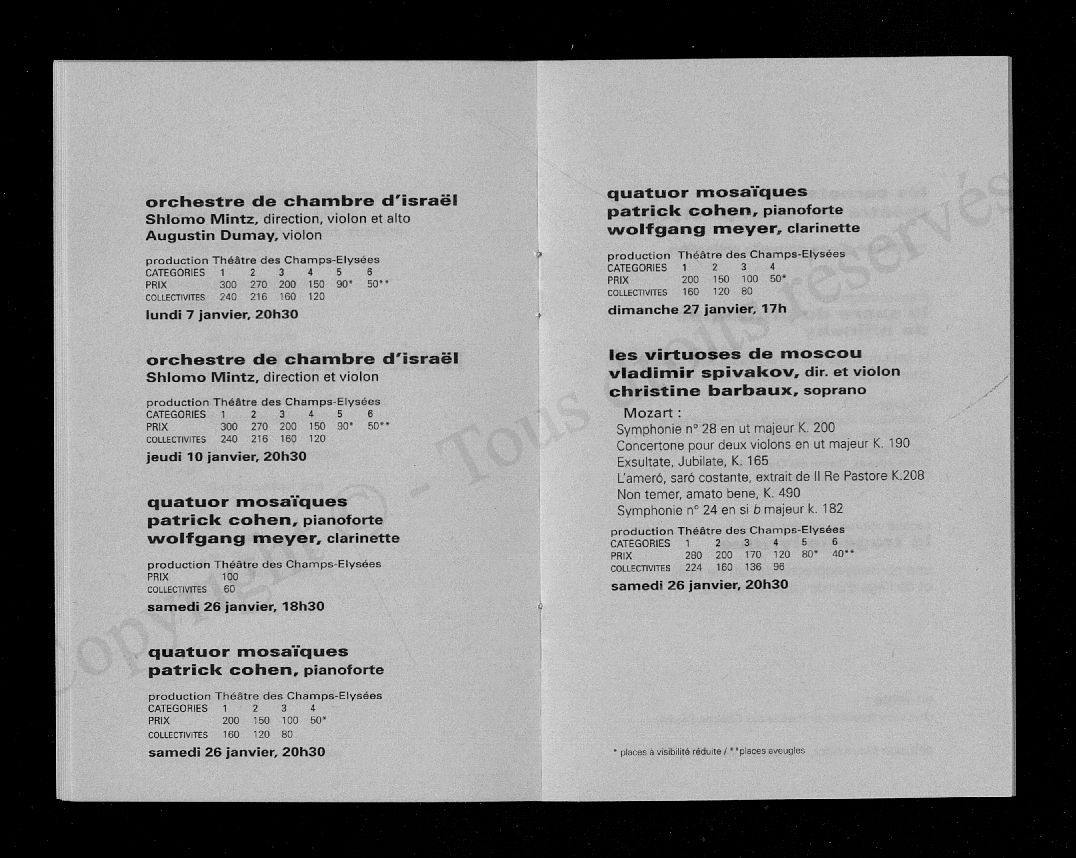 orchestre de chambre d'israël
Shlomo Mintz, direction, violon et alto
Augustin Dumay, violon
production Théâtre des Champs-Elysées
CATEGORIES 1 2 3 4 5 6
PRIX 300 270 200 150 90* 50**
COLLECTIVITES 240 216 160 120
lundi 7 janvier, 20h30
orchestre de chambre d'israël
Shlomo Mintz, direction et violon
production Théâtre des Champs-Elysées
CATEGORIES 1 2 3 4 5 6
PRIX 300 270 200 150 90* 50**
COLLECTIVITES 240 216 160 120
jeudi 10 janvier, 20h30
quatuor mosaïques
patrick cohen, pianoforte
wolfgang meyer, clarinette
production Théâtre des Champs-Elysées
PRIX 100
COLLECTIVITES 60
samedi 26 janvier, 18h30
quatuor mosaïques
patrick cohen, pianoforte
production Théâtre des Champs-Elysées
CATEGORIES 1 2 3 4
PRIX 200 150 100 50*
COLLECTIVITES 160 120 80
samedi 26 janvier, 20h30
quatuor mosaïques
patrick cohen, pianoforte
wolfgang meyer, clarinette
production Théâtre des Champs-Elysées
CATEGORIES 1 2 3 4
PRIX 200 150 100 50*
COLLECTIVITES 160 120 80
dimanche 27 janvier, 17h
les virtuoses de moscou
vladimir spivakov, dir. et violon
christine barbaux, soprano
Mozart :
Symphonie n° 28 en ut majeur K. 200
Concertone pour deux violons en ut majeur K. 190
Exsultate, Jubilate, K. 165
L'ameró, saró costante, extrait de Il Re Pastore K.208
Non temer, amato bene, K. 490
Symphonie n° 24 en si b majeur k. 182
production Théâtre des Champs-Elysées
CATEGORIES 1 2 3 4 5 6
PRIX 280 200 170 120 80* 40**
COLLECTIVITES 224 160 136 96
samedi 26 janvier, 20h30
* places à visibilité réduite / **places aveugles
Copyright © - Tous droits réservés